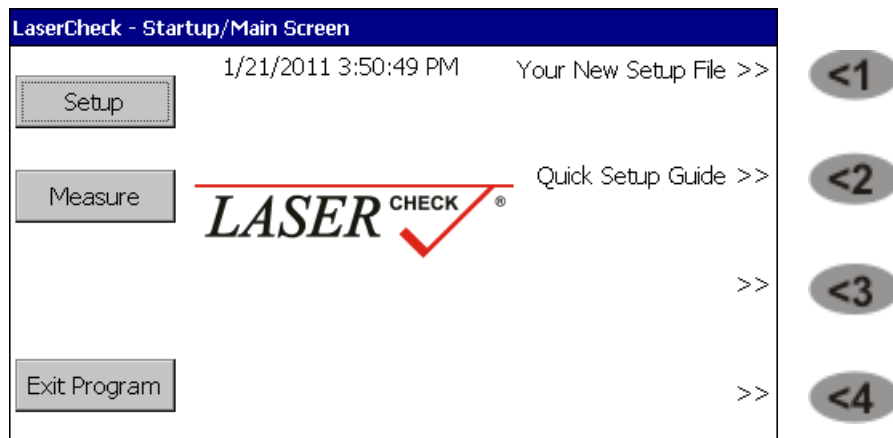 LaserCheck - Startup/Main Screen
1/21/2011 3:50:49 PM
Your New Setup File >>
<1
Setup
Quick Setup Guide >>
<2
Measure
LASER CHECK ®
>>
<3
Exit Program
>>
<4